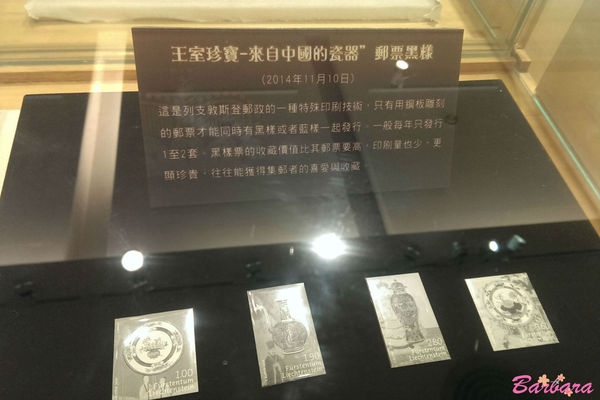 王室珍寶-來自中國的瓷器”郵票黑樣
（2014年11月10日）
這是列支敦斯登郵政的一種特殊印刷技術，只有用鋼板雕刻
的郵票才能同時有黑樣或者藍樣一起發行。一般每年只發行
1至2套。黑樣票的收藏價值比其郵票要高，印刷量也少，更
顯珍貴，往往能獲得集郵者的喜愛與收藏
1.00
Fürstentum
Liechtenstein
1.90
Fürstentum
Liechtenstein
2.80
Fürstentum
Liechtenstein
Barbara